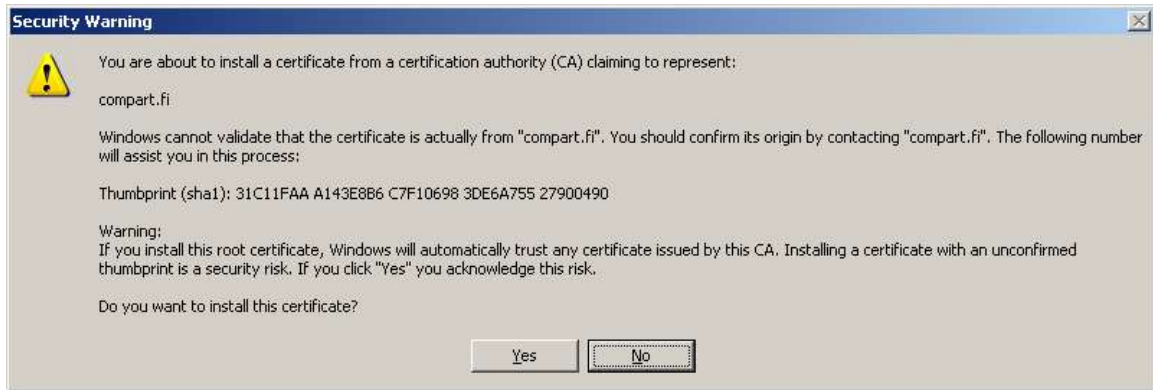 Security Warning
You are about to install a certificate from a certification authority (CA) claiming to represent:
compart.fi
Windows cannot validate that the certificate is actually from "compart.fi". You should confirm its origin by contacting "compart.fi". The following number
will assist you in this process:
Thumbprint (sha1): 31C11FAA A143E8B6 C7F10698 3DE6A755 27900490
Warning:
If you install this root certificate, Windows will automatically trust any certificate issued by this CA. Installing a certificate with an unconfirmed
thumbprint is a security risk. If you click "Yes" you acknowledge this risk.
Do you want to install this certificate?
Yes No